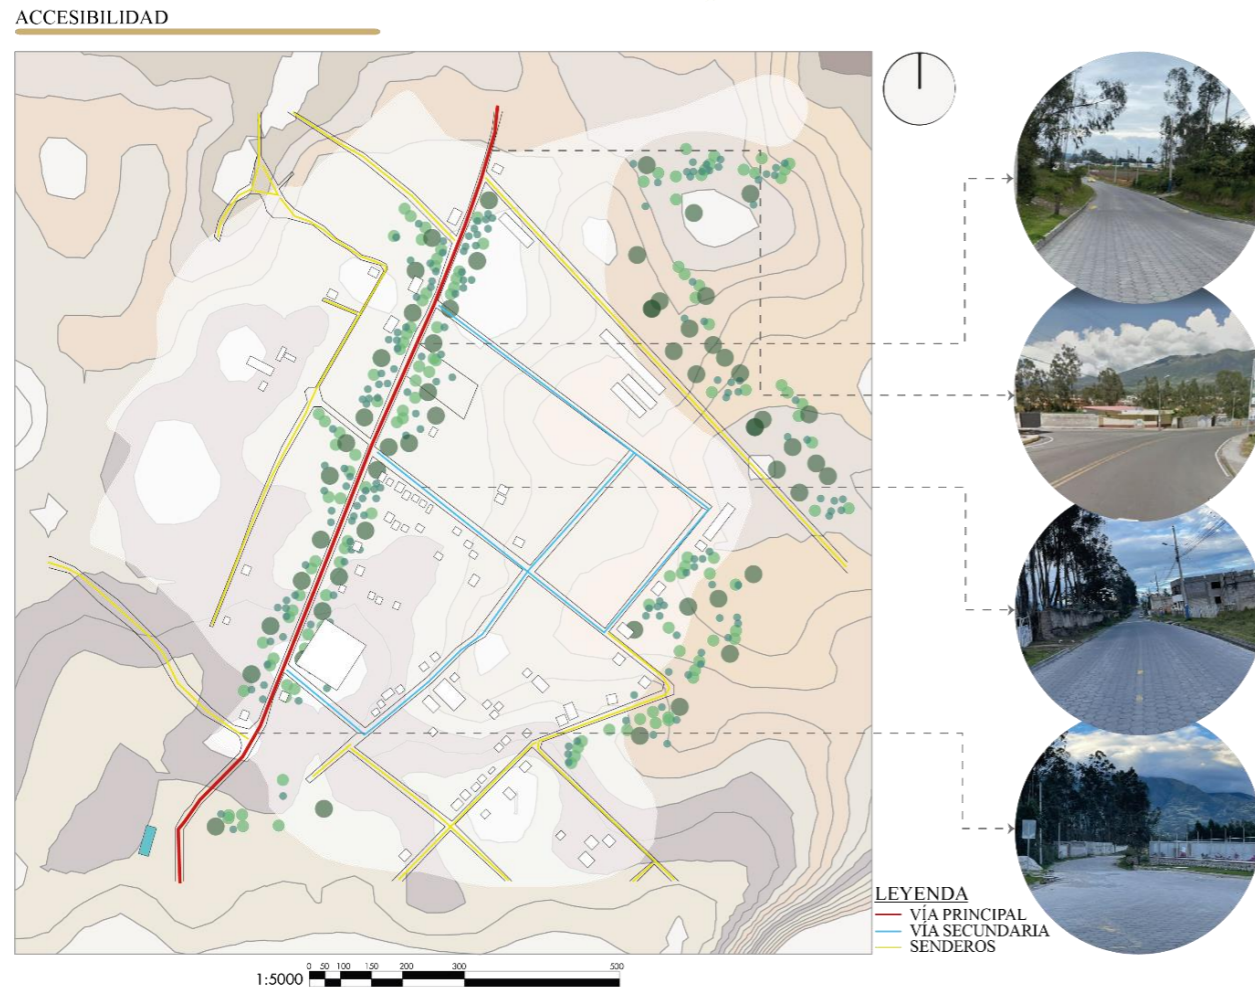 ACCESIBILIDAD
LEYENDA
VÍA PRINCIPAL
VÍA SECUNDARIA
SENDEROS
1:5000
0 50 100 150 200 300 500